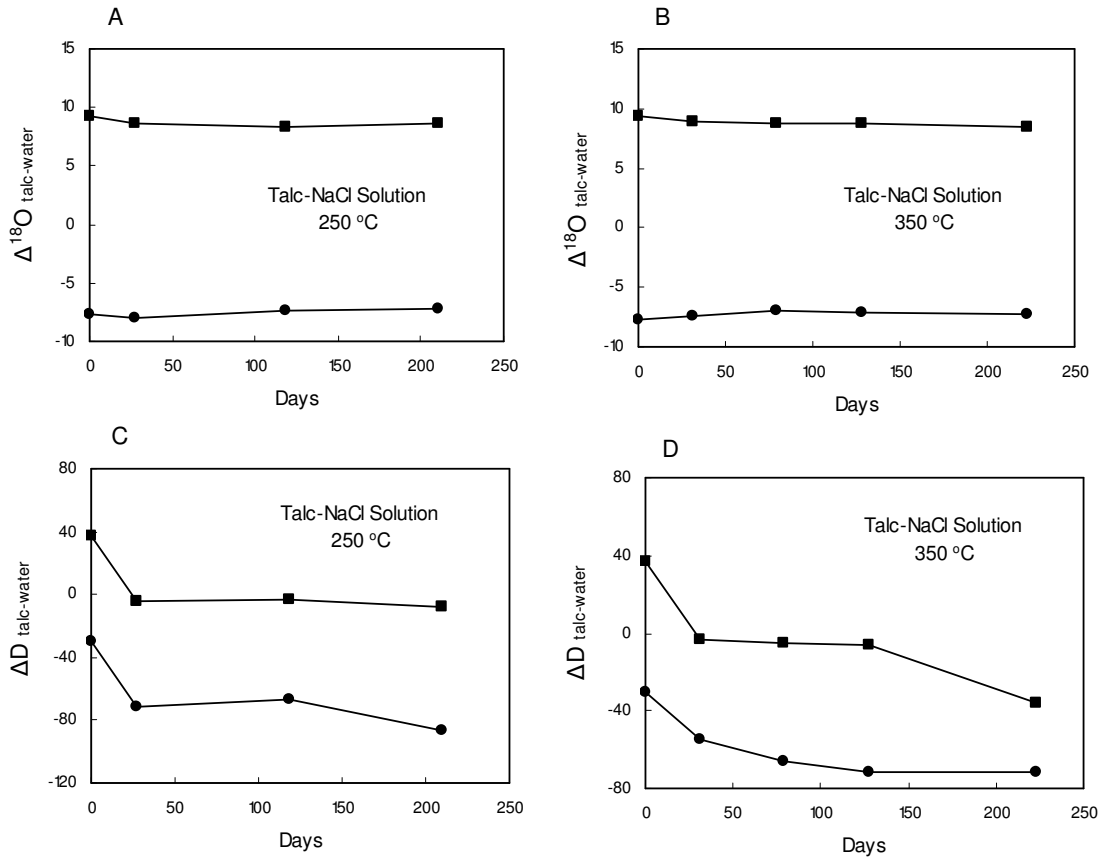 A
15
10
5
0
-5
-10
Δ¹⁸O talc-water
Talc-NaCl Solution
250 °C
0 50 100 150 200 250
Days
B
15
10
5
0
-5
-10
Δ¹⁸O talc-water
Talc-NaCl Solution
350 °C
0 50 100 150 200 250
Days
C
80
40
0
-40
-80
-120
ΔD talc-water
Talc-NaCl Solution
250 °C
0 50 100 150 200 250
Days
D
80
40
0
-40
-80
ΔD talc-water
Talc-NaCl Solution
350 °C
0 50 100 150 200 250
Days